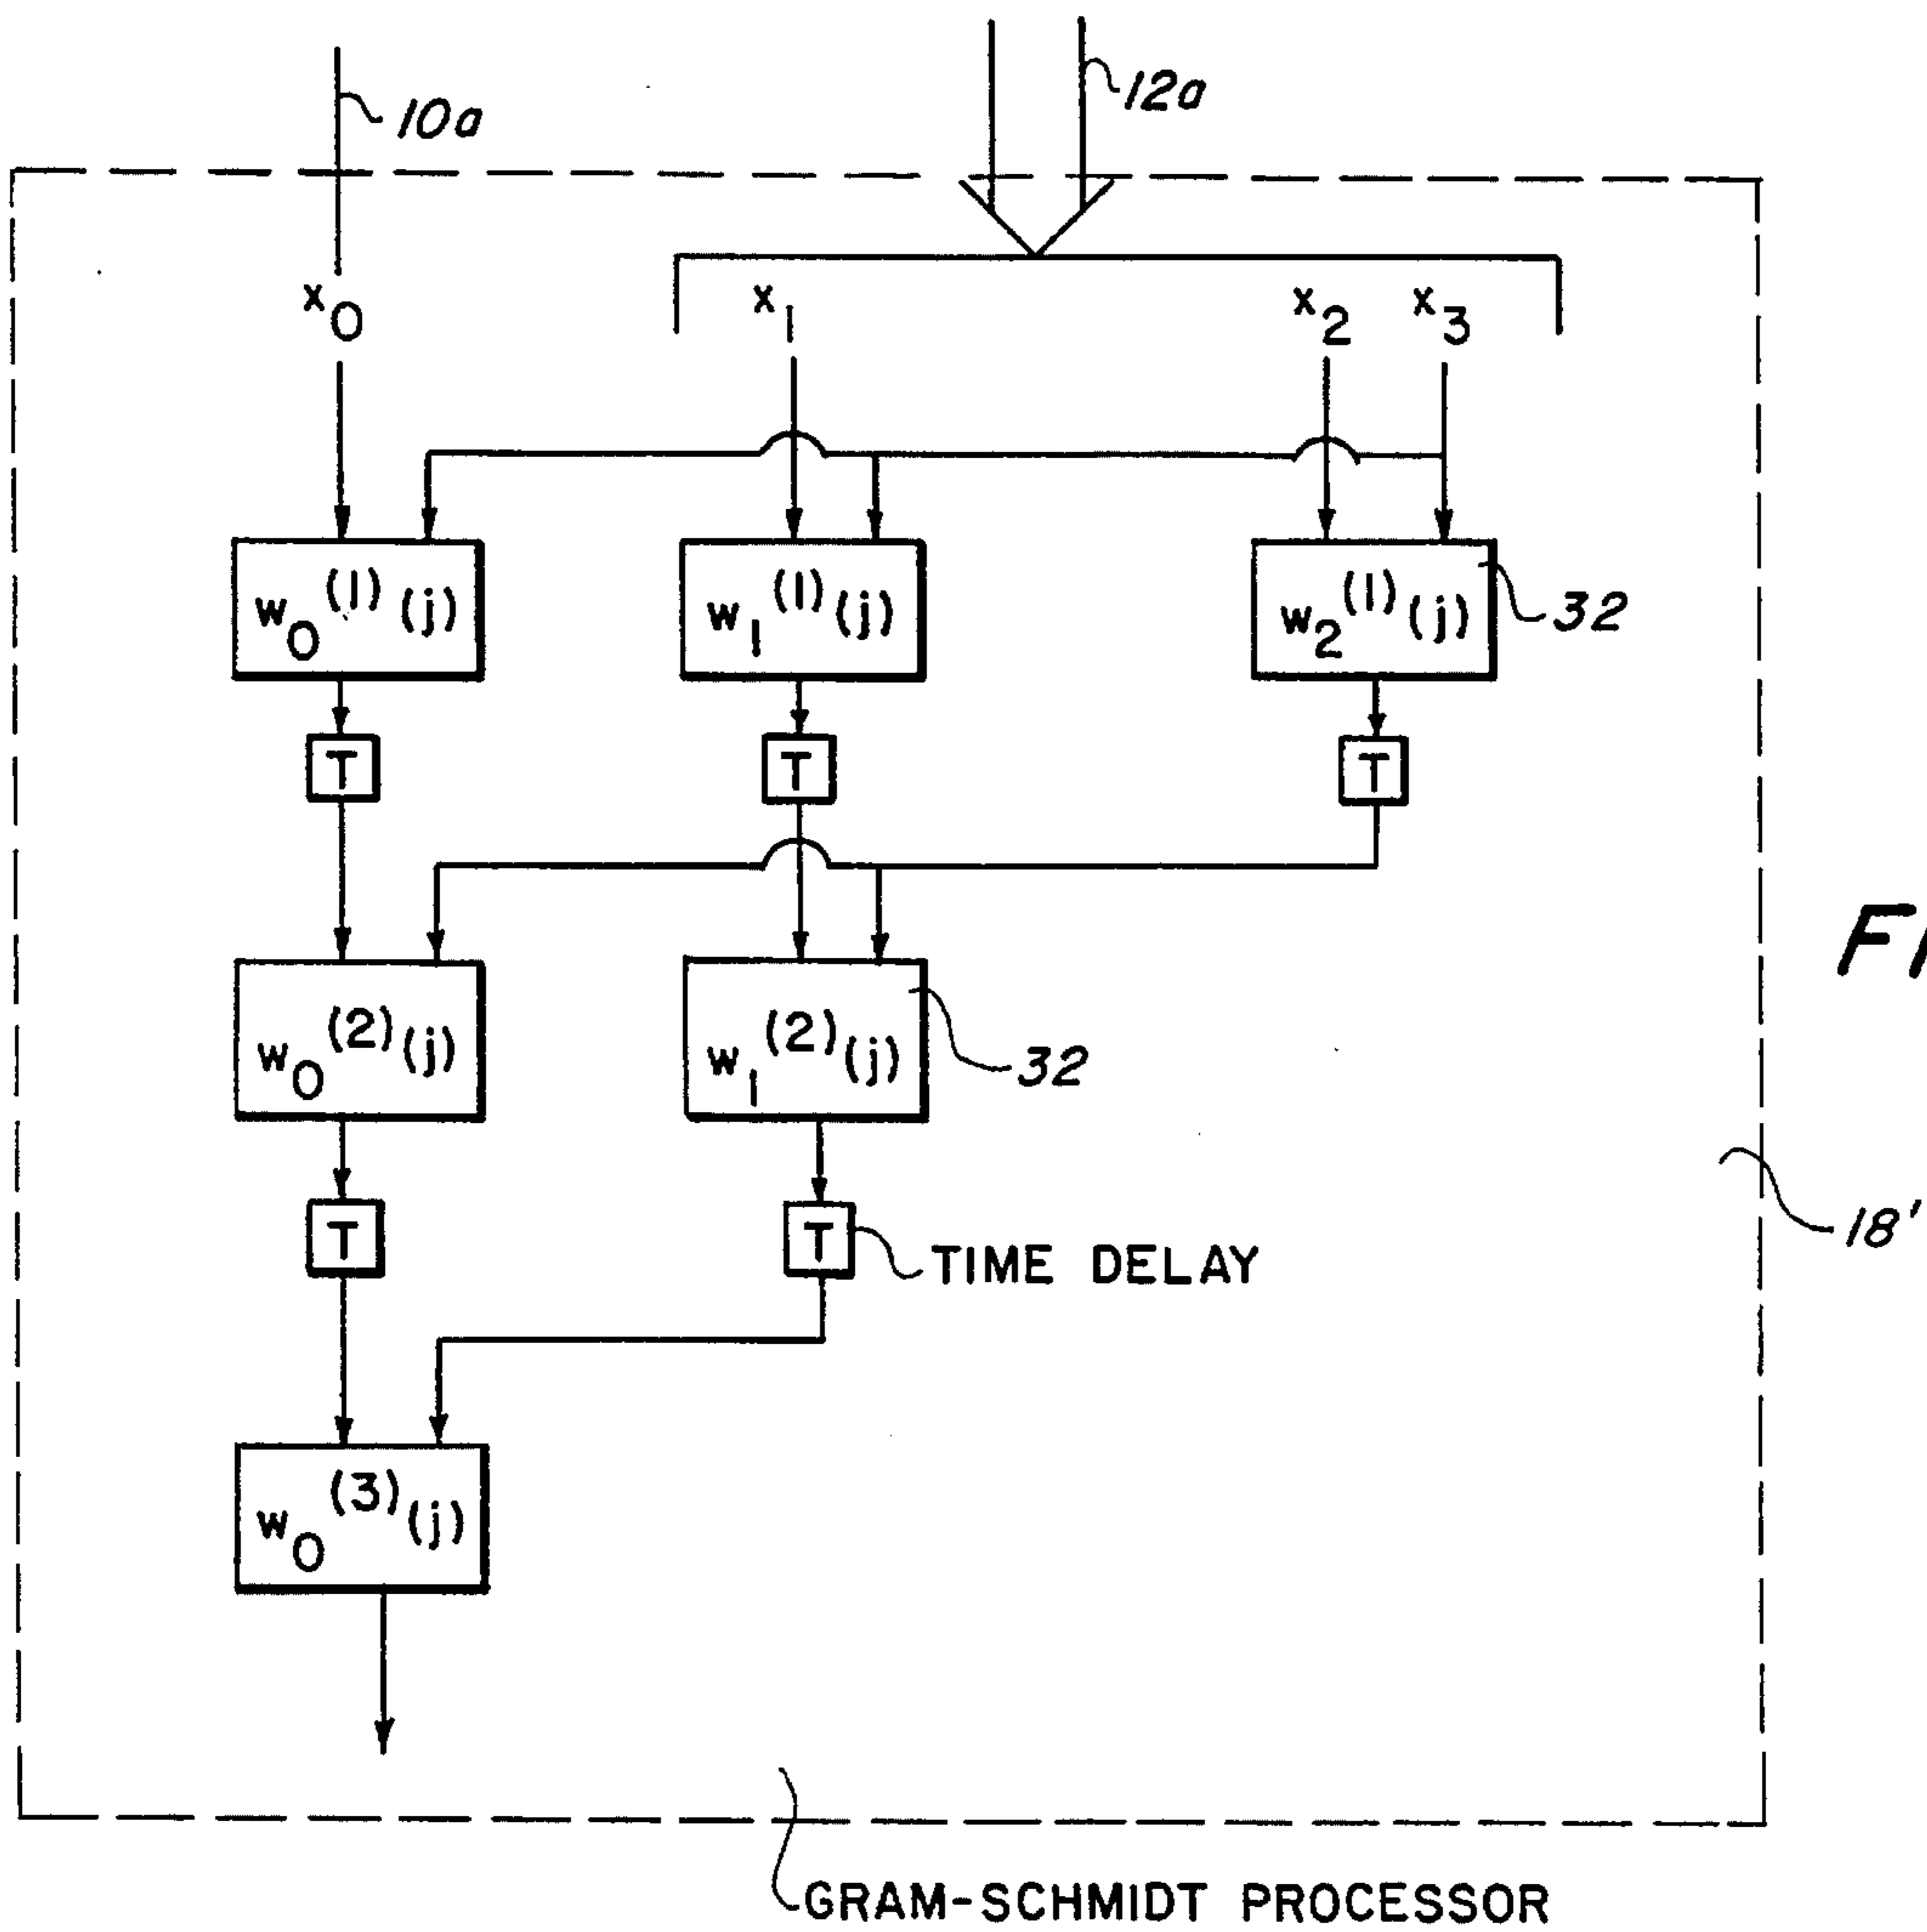 10a
12a
x0
x1
x2 x3
w0(1)(j)
w1(1)(j)
w2(1)(j)
32
T
T
T
w0(2)(j)
w1(2)(j)
32
FI
18'
T
T
TIME DELAY
w0(3)(j)
GRAM-SCHMIDT PROCESSOR